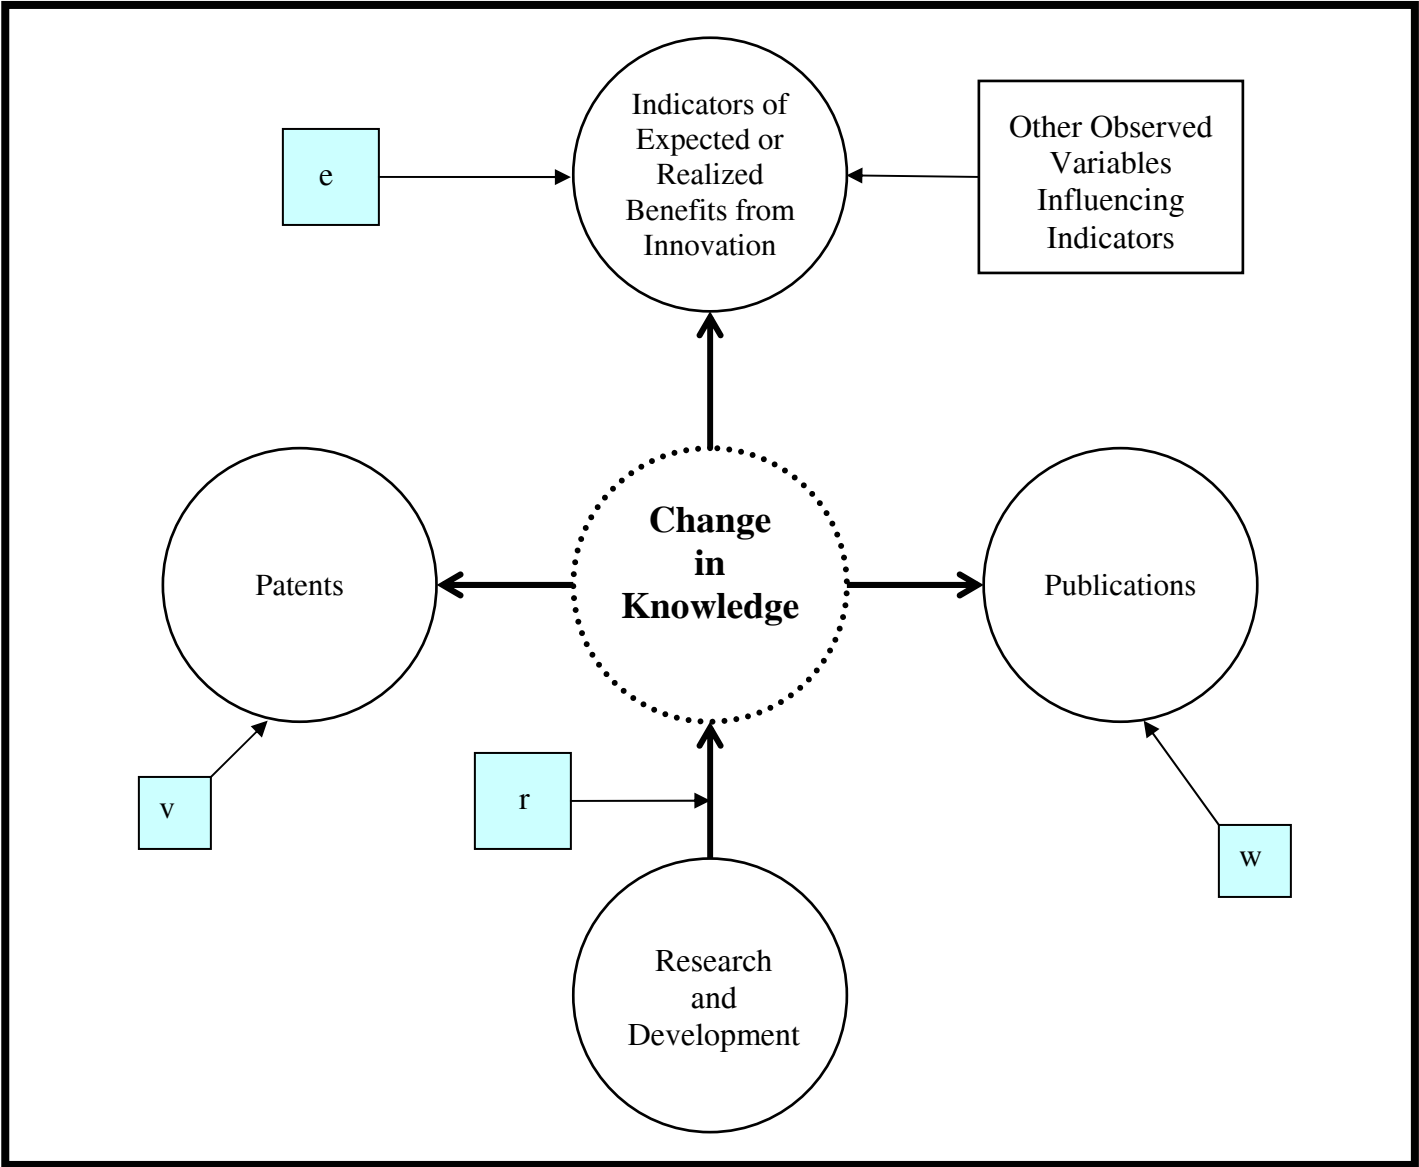 Indicators of
Expected or
Realized
Benefits from
Innovation
e
Other Observed
Variables
Influencing
Indicators
Patents
Change
in
Knowledge
Publications
v
r
w
Research
and
Development